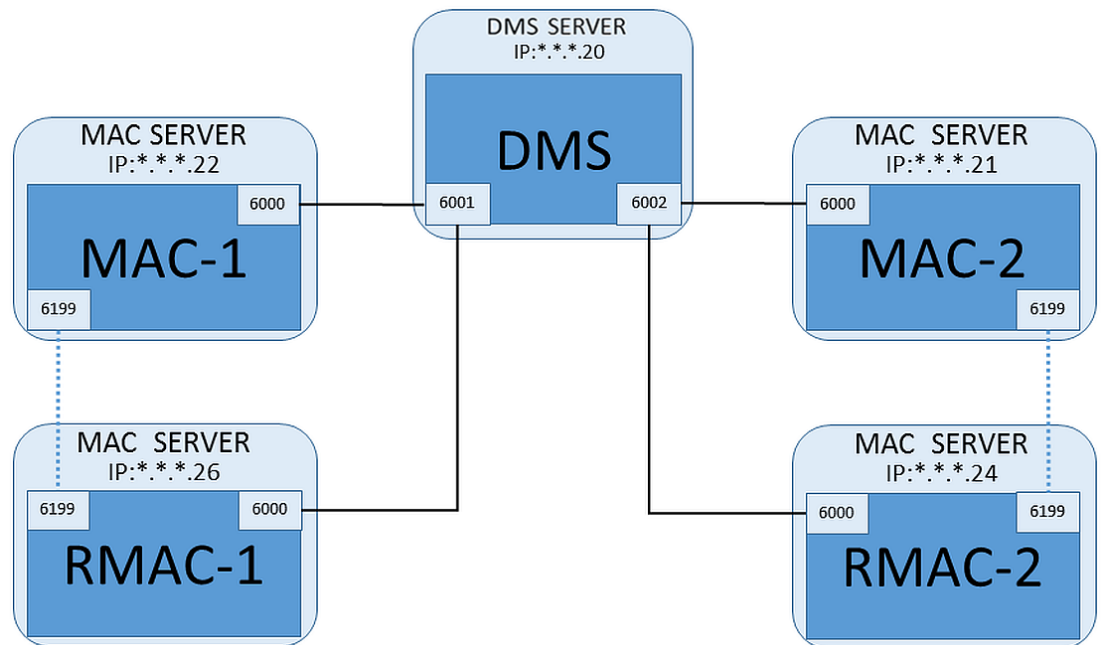 DMS SERVER
IP:*.*.*.20
DMS
6001
6002
MAC SERVER
IP:*.*.*.22
6000
MAC-1
6199
MAC SERVER
IP:*.*.*.21
6000
MAC-2
6199
MAC SERVER
IP:*.*.*.26
6199
6000
RMAC-1
MAC SERVER
IP:*.*.*.24
6000
6199
RMAC-2